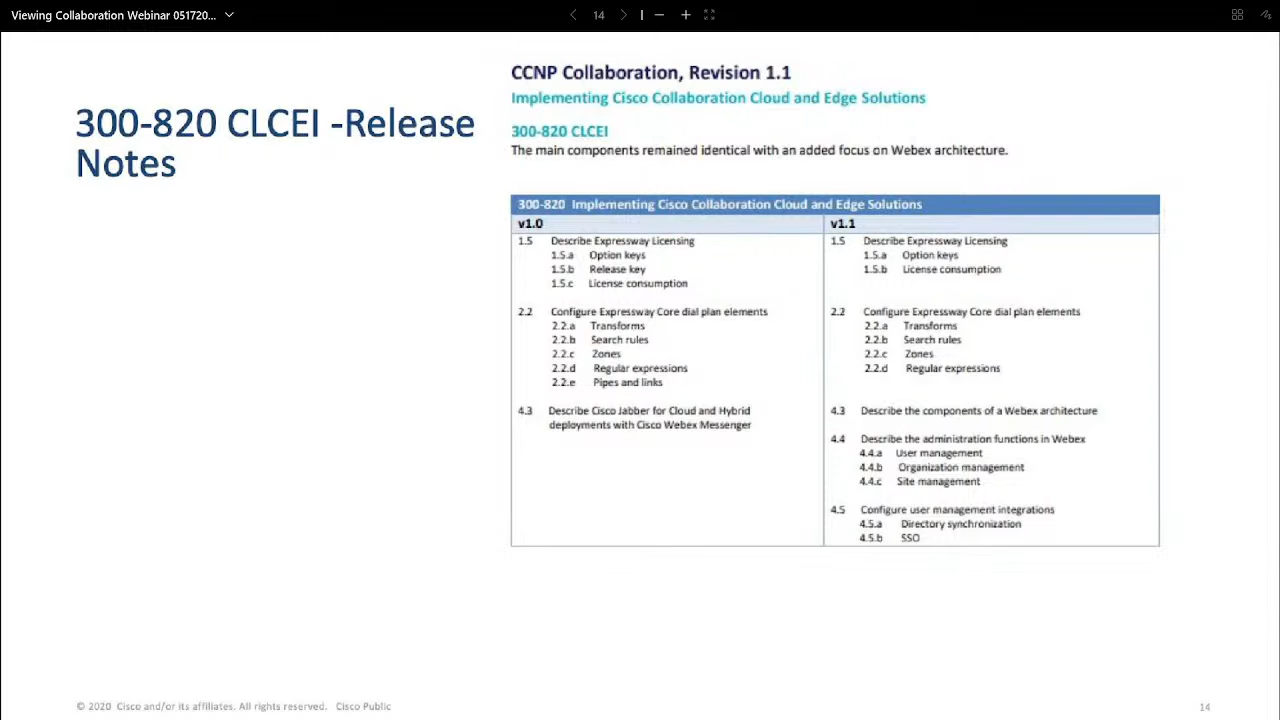 Viewing Collaboration Webinar 051720...
14
300-820 CLCEI -Release
Notes
CCNP Collaboration, Revision 1.1
Implementing Cisco Collaboration Cloud and Edge Solutions
300-820 CLCEI
The main components remained identical with an added focus on Webex architecture.
300-820 Implementing Cisco Collaboration Cloud and Edge Solutions
v1.0
1.5 Describe Expressway Licensing
1.5.a Option keys
1.5.b Release key
1.5.c License consumption
2.2 Configure Expressway Core dial plan elements
2.2.a Transforms
2.2.b Search rules
2.2.c Zones
2.2.d Regular expressions
2.2.e Pipes and links
4.3 Describe Cisco Jabber for Cloud and Hybrid
deployments with Cisco Webex Messenger
v1.1
1.5 Describe Expressway Licensing
1.5.a Option keys
1.5.b License consumption
2.2 Configure Expressway Core dial plan elements
2.2.a Transforms
2.2.b Search rules
2.2.c Zones
2.2.d Regular expressions
4.3 Describe the components of a Webex architecture
4.4 Describe the administration functions in Webex
4.4.a User management
4.4.b Organization management
4.4.c Site management
4.5 Configure user management integrations
4.5.a Directory synchronization
4.5.b SSO
© 2020 Cisco and/or its affiliates. All rights reserved. Cisco Public
14